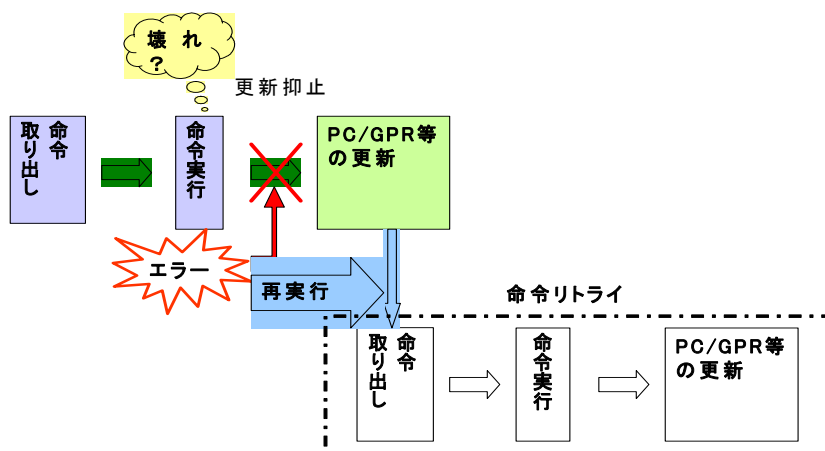 壊れ
?
更新抑止
命令
取り出し
命令実行
PC/GPR等
の更新
エラー
再実行
命令リトライ
命令
取り出し
命令実行
PC/GPR等
の更新